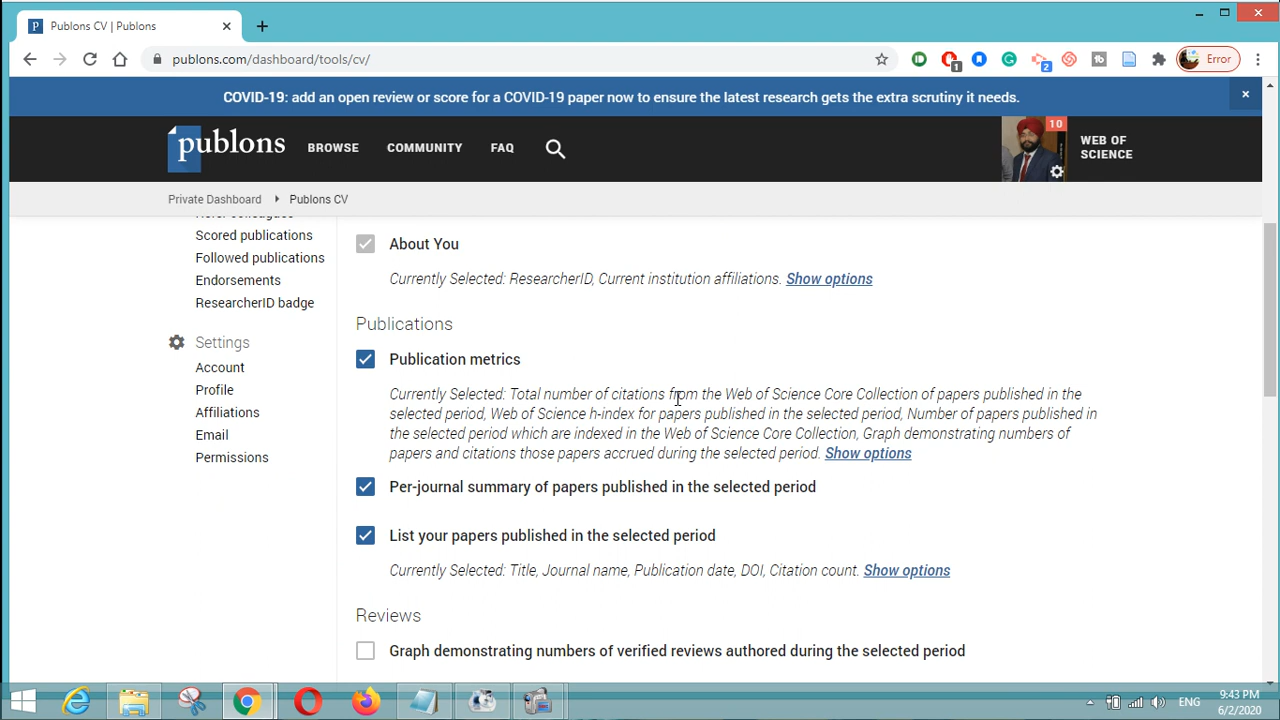 Publons CV | Publons
publons.com/dashboard/tools/cv/
1
2
Error
COVID-19: add an open review or score for a COVID-19 paper now to ensure the latest research gets the extra scrutiny it needs.
publons
BROWSE
COMMUNITY
FAQ
10
WEB OF
SCIENCE
Private Dashboard
Publons CV
Refer colleagues
Scored publications
Followed publications
Endorsements
ResearcherID badge
Settings
Account
Profile
Affiliations
Email
Permissions
About You
Currently Selected: ResearcherID, Current institution affiliations. Show options
Publications
Publication metrics
Currently Selected: Total number of citations from the Web of Science Core Collection of papers published in the
selected period, Web of Science h-index for papers published in the selected period, Number of papers published in
the selected period which are indexed in the Web of Science Core Collection, Graph demonstrating numbers of
papers and citations those papers accrued during the selected period. Show options
Per-journal summary of papers published in the selected period
List your papers published in the selected period
Currently Selected: Title, Journal name, Publication date, DOI, Citation count. Show options
Reviews
Graph demonstrating numbers of verified reviews authored during the selected period
ENG
9:43 PM
6/2/2020